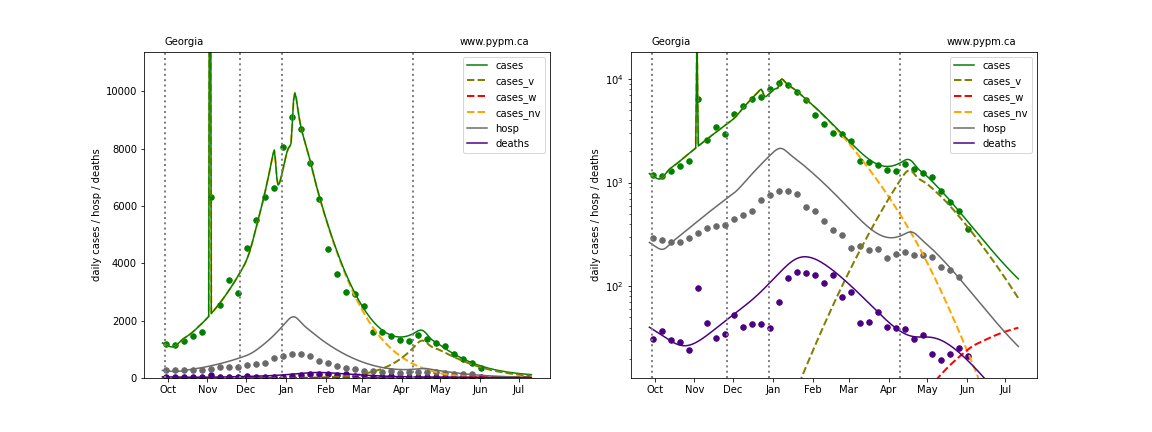 Georgia
www.pypm.ca
daily cases / hosp / deaths
10000
8000
6000
4000
2000
0
Oct
Nov
Dec
Jan
Feb
Mar
Apr
May
Jun
Jul
cases
cases_v
cases_w
cases_nv
hosp
deaths
Georgia
www.pypm.ca
daily cases / hosp / deaths
10⁴
10³
10²
Oct
Nov
Dec
Jan
Feb
Mar
Apr
May
Jun
Jul
cases
cases_v
cases_w
cases_nv
hosp
deaths